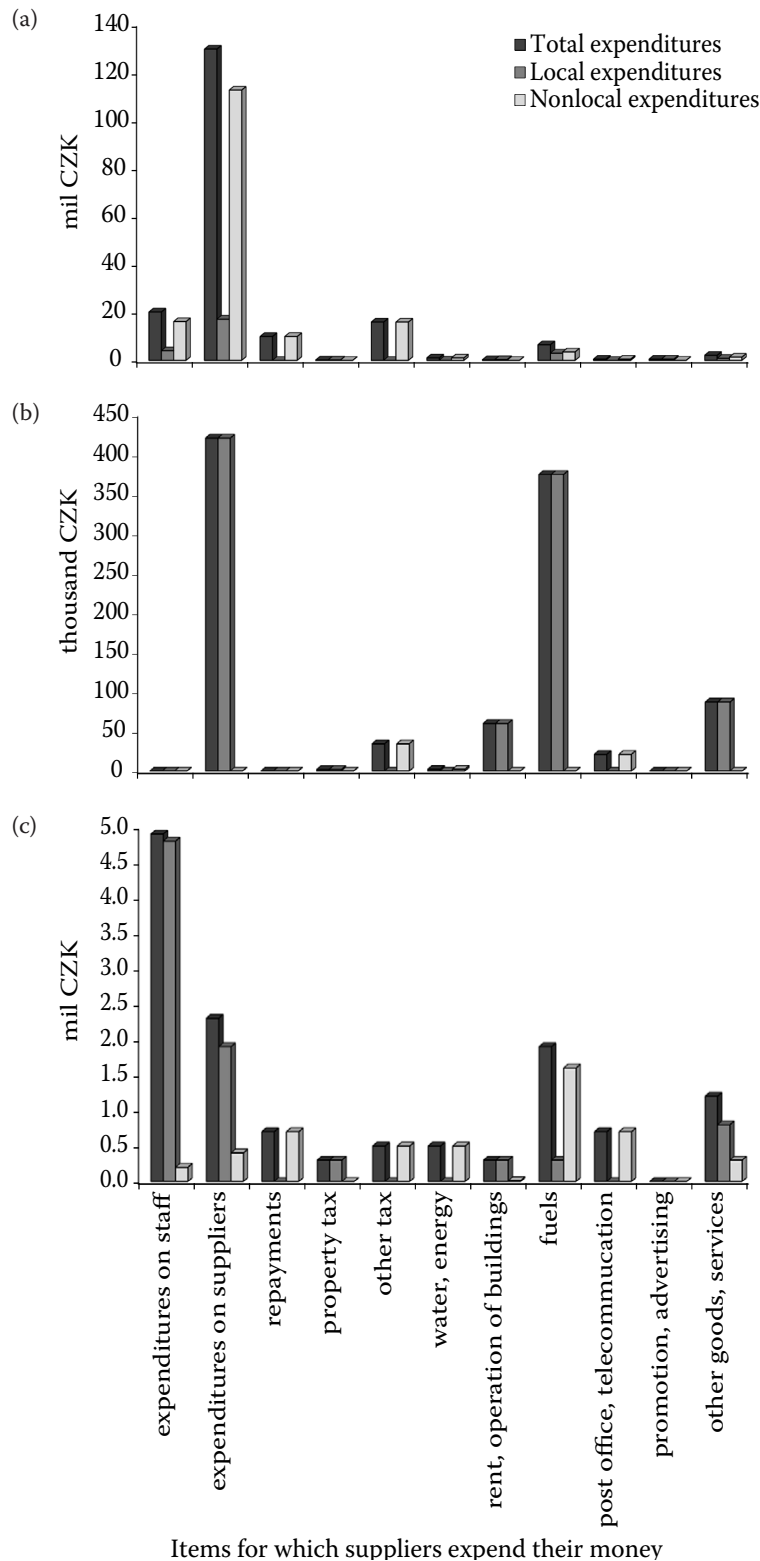 (a)
140
120
100
80
60
40
20
0
mil CZK
Total expenditures
Local expenditures
Nonlocal expenditures
(b)
450
400
350
300
250
200
150
100
50
0
thousand CZK
(c)
5.0
4.5
4.0
3.5
3.0
2.5
2.0
1.5
1.0
0.5
0.0
mil CZK
expenditures on staff
expenditures on suppliers
repayments
property tax
other tax
water, energy
rent, operation of buildings
fuels
post office, telecommucation
promotion, advertising
other goods, services
Items for which suppliers expend their money